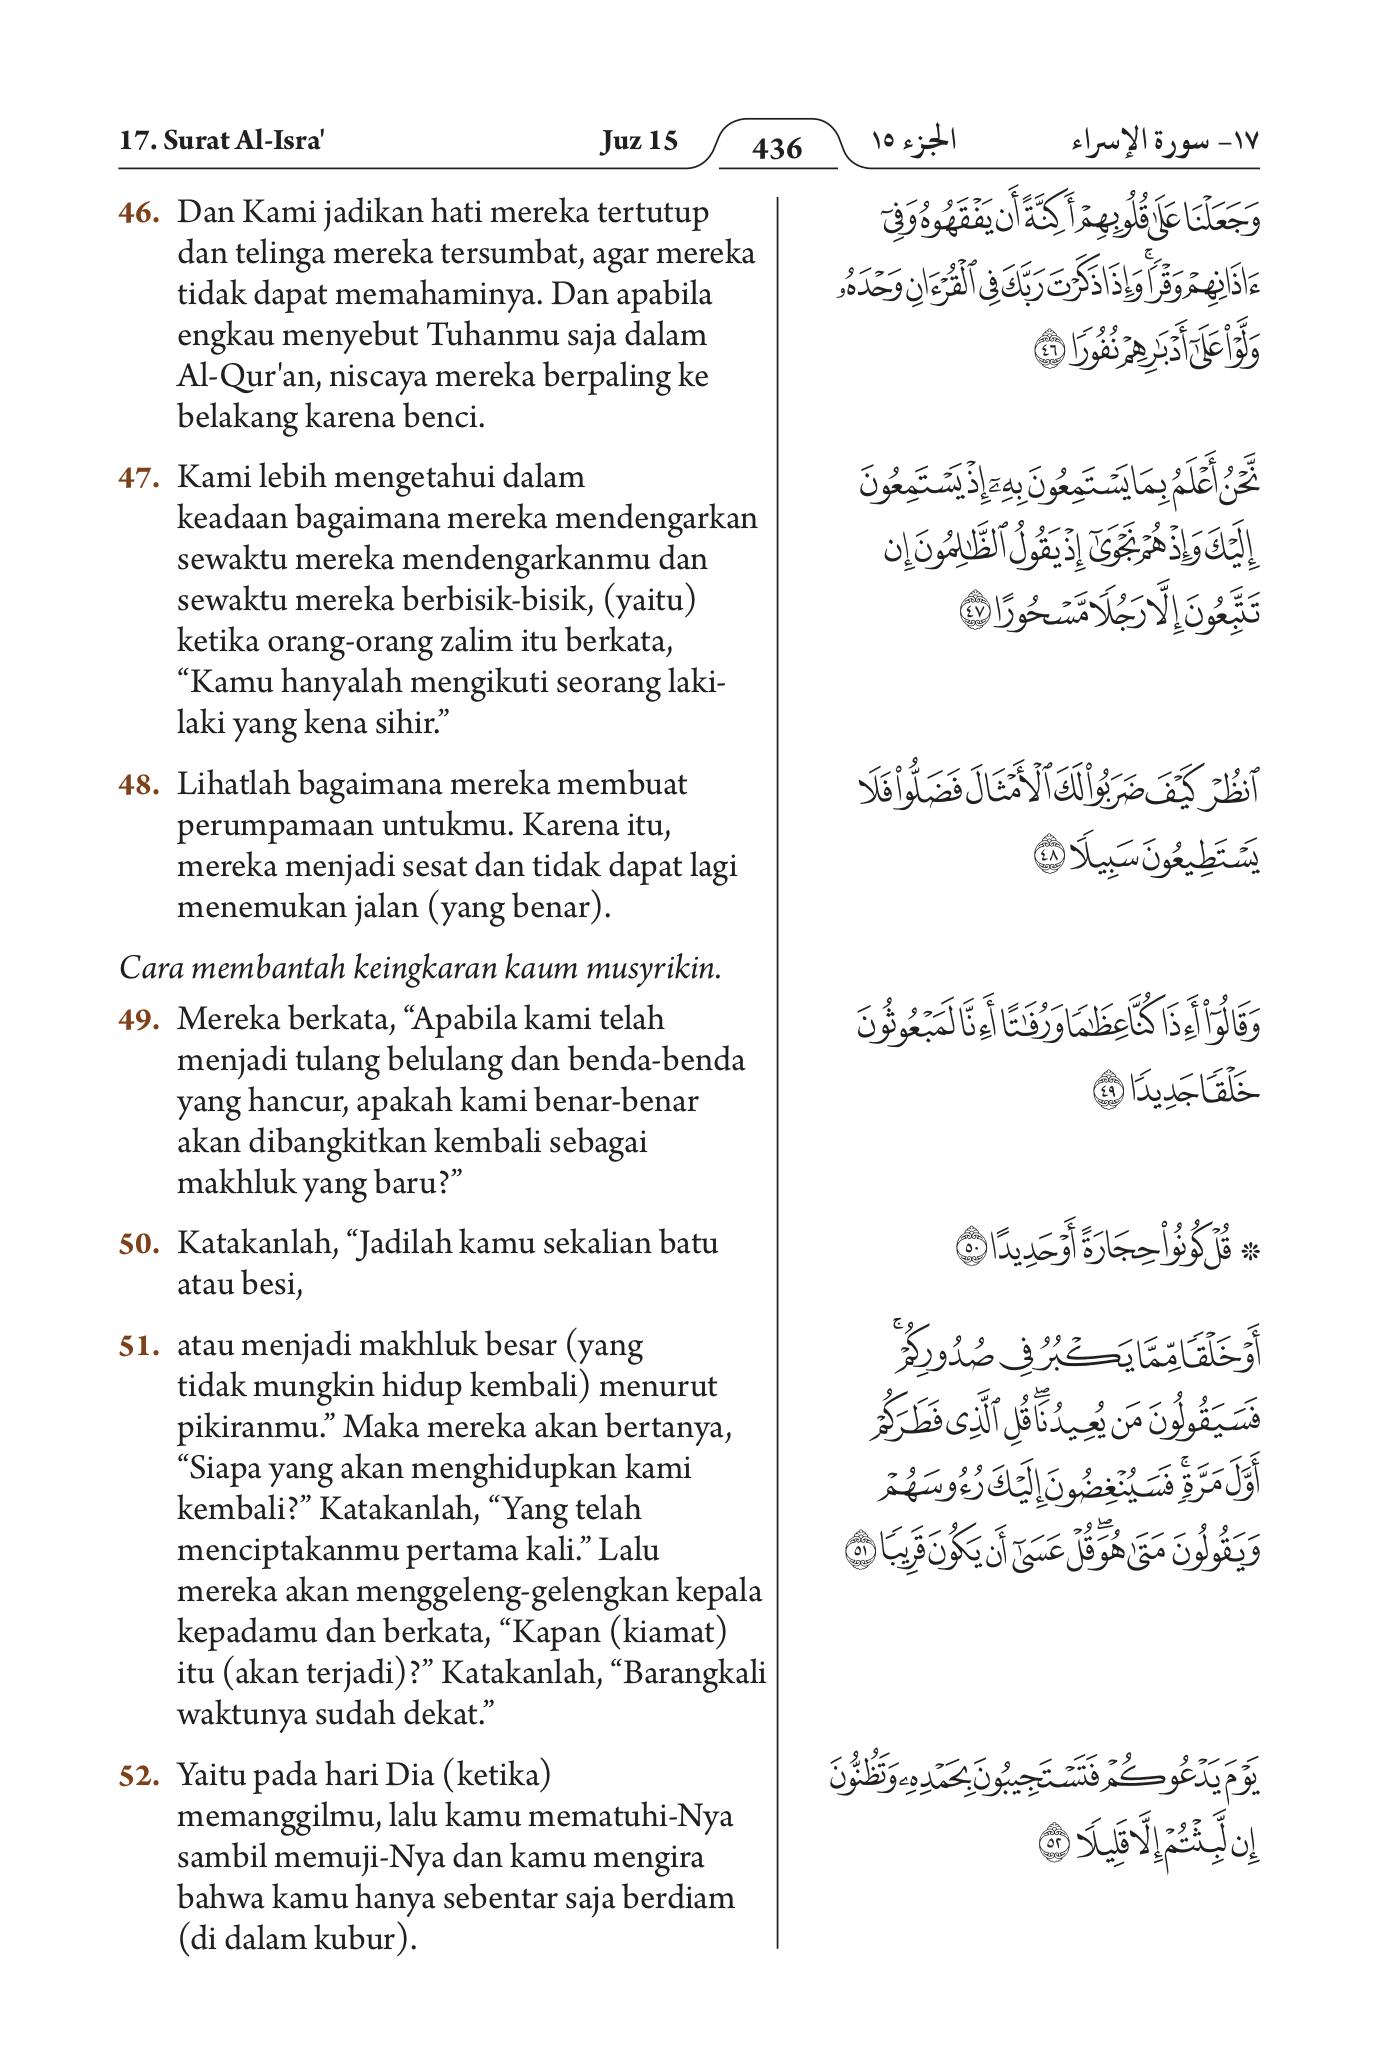 17. Surat Al-Isra'
Juz 15
436
الجزء ١٥
١٧- سورة الإسراء
46. Dan Kami jadikan hati mereka tertutup
dan telinga mereka tersumbat, agar mereka
tidak dapat memahaminya. Dan apabila
engkau menyebut Tuhanmu saja dalam
Al-Qur'an, niscaya mereka berpaling ke
belakang karena benci.
47. Kami lebih mengetahui dalam
keadaan bagaimana mereka mendengarkan
sewaktu mereka mendengarkanmu dan
sewaktu mereka berbisik-bisik, (yaitu)
ketika orang-orang zalim itu berkata,
“Kamu hanyalah mengikuti seorang laki-
laki yang kena sihir.”
48. Lihatlah bagaimana mereka membuat
perumpamaan untukmu. Karena itu,
mereka menjadi sesat dan tidak dapat lagi
menemukan jalan (yang benar).
Cara membantah keingkaran kaum musyrikin.
49. Mereka berkata, “Apabila kami telah
menjadi tulang belulang dan benda-benda
yang hancur, apakah kami benar-benar
akan dibangkitkan kembali sebagai
makhluk yang baru?”
50. Katakanlah, “Jadilah kamu sekalian batu
atau besi,
51. atau menjadi makhluk besar (yang
tidak mungkin hidup kembali) menurut
pikiranmu.” Maka mereka akan bertanya,
“Siapa yang akan menghidupkan kami
kembali?” Katakanlah, “Yang telah
menciptakanmu pertama kali.” Lalu
mereka akan menggeleng-gelengkan kepala
kepadamu dan berkata, “Kapan (kiamat)
itu (akan terjadi)?” Katakanlah, “Barangkali
waktunya sudah dekat.”
52. Yaitu pada hari Dia (ketika)
memanggilmu, lalu kamu mematuhi-Nya
sambil memuji-Nya dan kamu mengira
bahwa kamu hanya sebentar saja berdiam
(di dalam kubur).
وَجَعَلۡنَا عَلَىٰ قُلُوبِهِمۡ أَكِنَّةً أَن يَفۡقَهُوهُ وَفِيٓ
ءَاذَانِهِمۡ وَقۡرٗاۚ وَإِذَا ذَكَرۡتَ رَبَّكَ فِي ٱلۡقُرۡءَانِ وَحۡدَهُۥ
وَلَّوۡاْ عَلَىٰٓ أَدۡبَٰرِهِمۡ نُفُورٗا ٤٦
نَّحۡنُ أَعۡلَمُ بِمَا يَسۡتَمِعُونَ بِهِۦٓ إِذۡ يَسۡتَمِعُونَ
إِلَيۡكَ وَإِذۡ هُمۡ نَجۡوَىٰٓ إِذۡ يَقُولُ ٱلظَّٰلِمُونَ إِن
تَتَّبِعُونَ إِلَّا رَجُلٗا مَّسۡحُورًا ٤٧
ٱنظُرۡ كَيۡفَ ضَرَبُواْ لَكَ ٱلۡأَمۡثَالَ فَضَلُّواْ فَلَا
يَسۡتَطِيعُونَ سَبِيلٗا ٤٨
وَقَالُوٓاْ أَءِذَا كُنَّا عِظَٰمٗا وَرُفَٰتًا أَءِنَّا لَمَبۡعُوثُونَ
خَلۡقٗا جَدِيدٗا ٤٩
۞ قُلۡ كُونُواْ حِجَارَةً أَوۡ حَدِيدًا ٥٠
أَوۡ خَلۡقٗا مِّمَّا يَكۡبُرُ فِي صُدُورِكُمۡۚ
فَسَيَقُولُونَ مَن يُعِيدُنَاۖ قُلِ ٱلَّذِي فَطَرَكُمۡ
أَوَّلَ مَرَّةٖۚ فَسَيُنۡغِضُونَ إِلَيۡكَ رُءُوسَهُمۡ
وَيَقُولُونَ مَتَىٰ هُوَۖ قُلۡ عَسَىٰٓ أَن يَكُونَ قَرِيبٗا ٥١
يَوۡمَ يَدۡعُوكُمۡ فَتَسۡتَجِيبُونَ بِحَمۡدِهِۦ وَتَظُنُّونَ
إِن لَّبِثۡتُمۡ إِلَّا قَلِيلٗا ٥٢